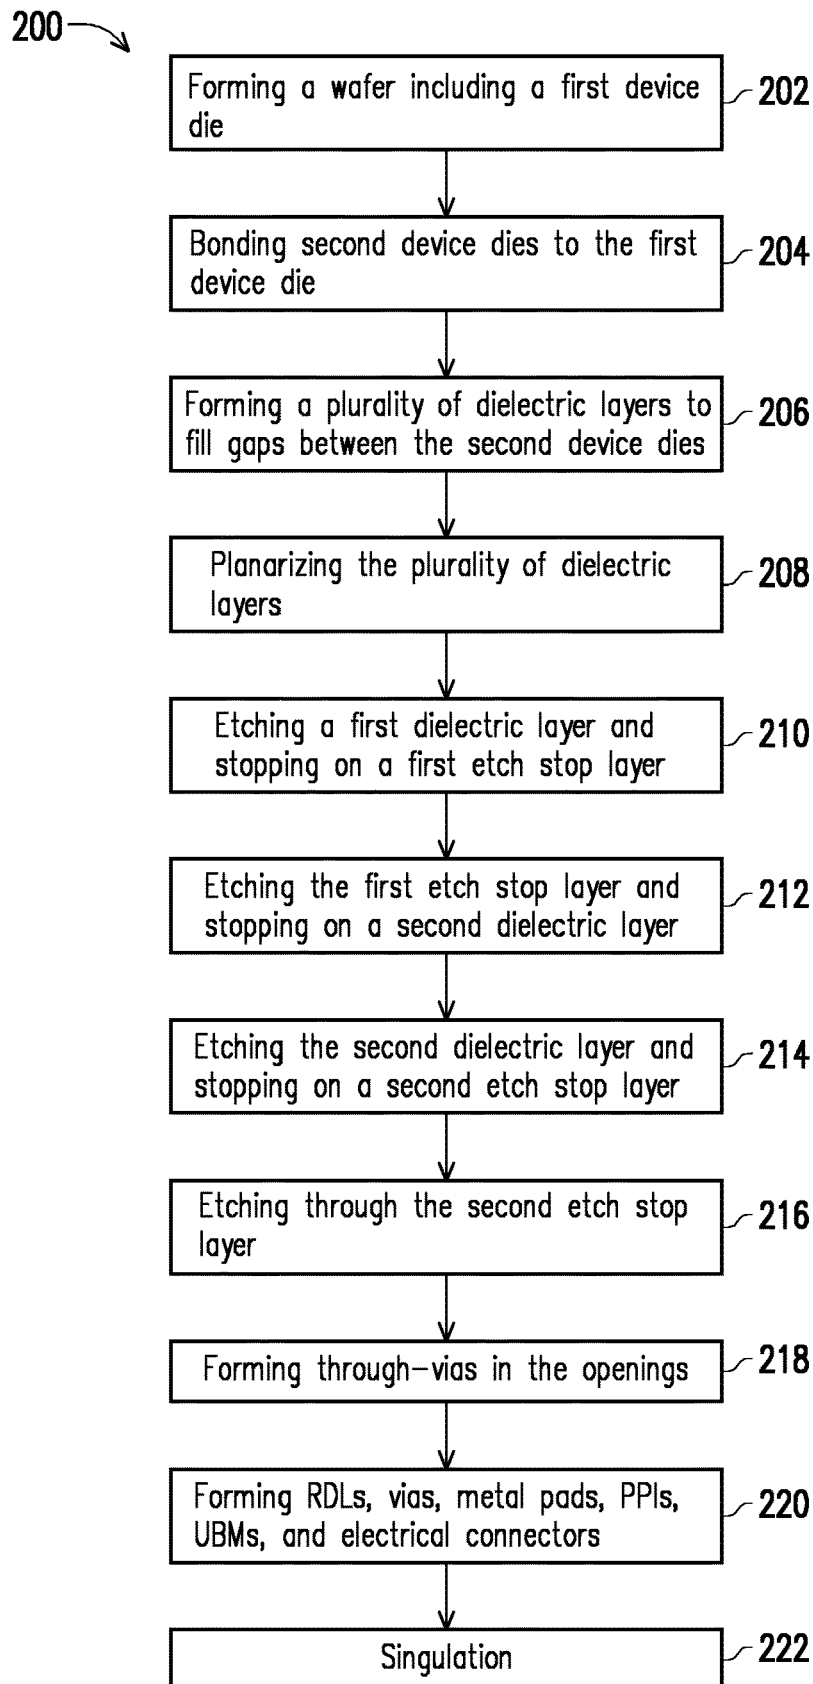 200
Forming a wafer including a first device
die
202
Bonding second device dies to the first
device die
204
Forming a plurality of dielectric layers to
fill gaps between the second device dies
206
Planarizing the plurality of dielectric
layers
208
Etching a first dielectric layer and
stopping on a first etch stop layer
210
Etching the first etch stop layer and
stopping on a second dielectric layer
212
Etching the second dielectric layer and
stopping on a second etch stop layer
214
Etching through the second etch stop
layer
216
Forming through-vias in the openings
218
Forming RDLs, vias, metal pads, PPIs,
UBMs, and electrical connectors
220
Singulation
222